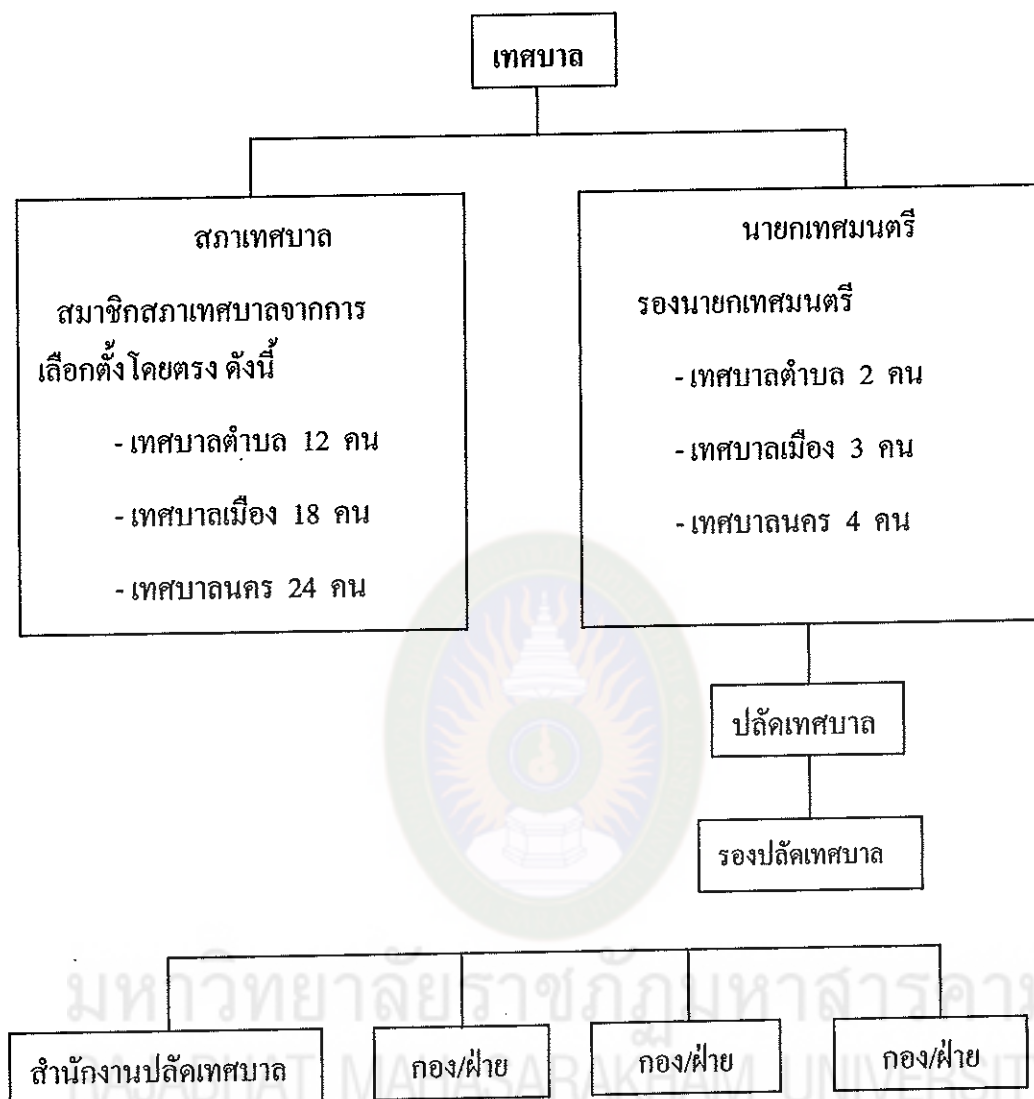 เทศบาล
สภาเทศบาล
สมาชิกสภาเทศบาลจากการ
เลือกตั้งโดยตรง ดังนี้
- เทศบาลตำบล 12 คน
- เทศบาลเมือง 18 คน
- เทศบาลนคร 24 คน
นายกเทศมนตรี
รองนายกเทศมนตรี
- เทศบาลตำบล 2 คน
- เทศบาลเมือง 3 คน
- เทศบาลนคร 4 คน
ปลัดเทศบาล
รองปลัดเทศบาล
มหาวิทยาลัยราชภัฏมหาสารคาม
RAJABHAT MAHASARAKHAM UNIVERSIT
สำนักงานปลัดเทศบาล
กอง/ฝ่าย
กอง/ฝ่าย
กอง/ฝ่าย